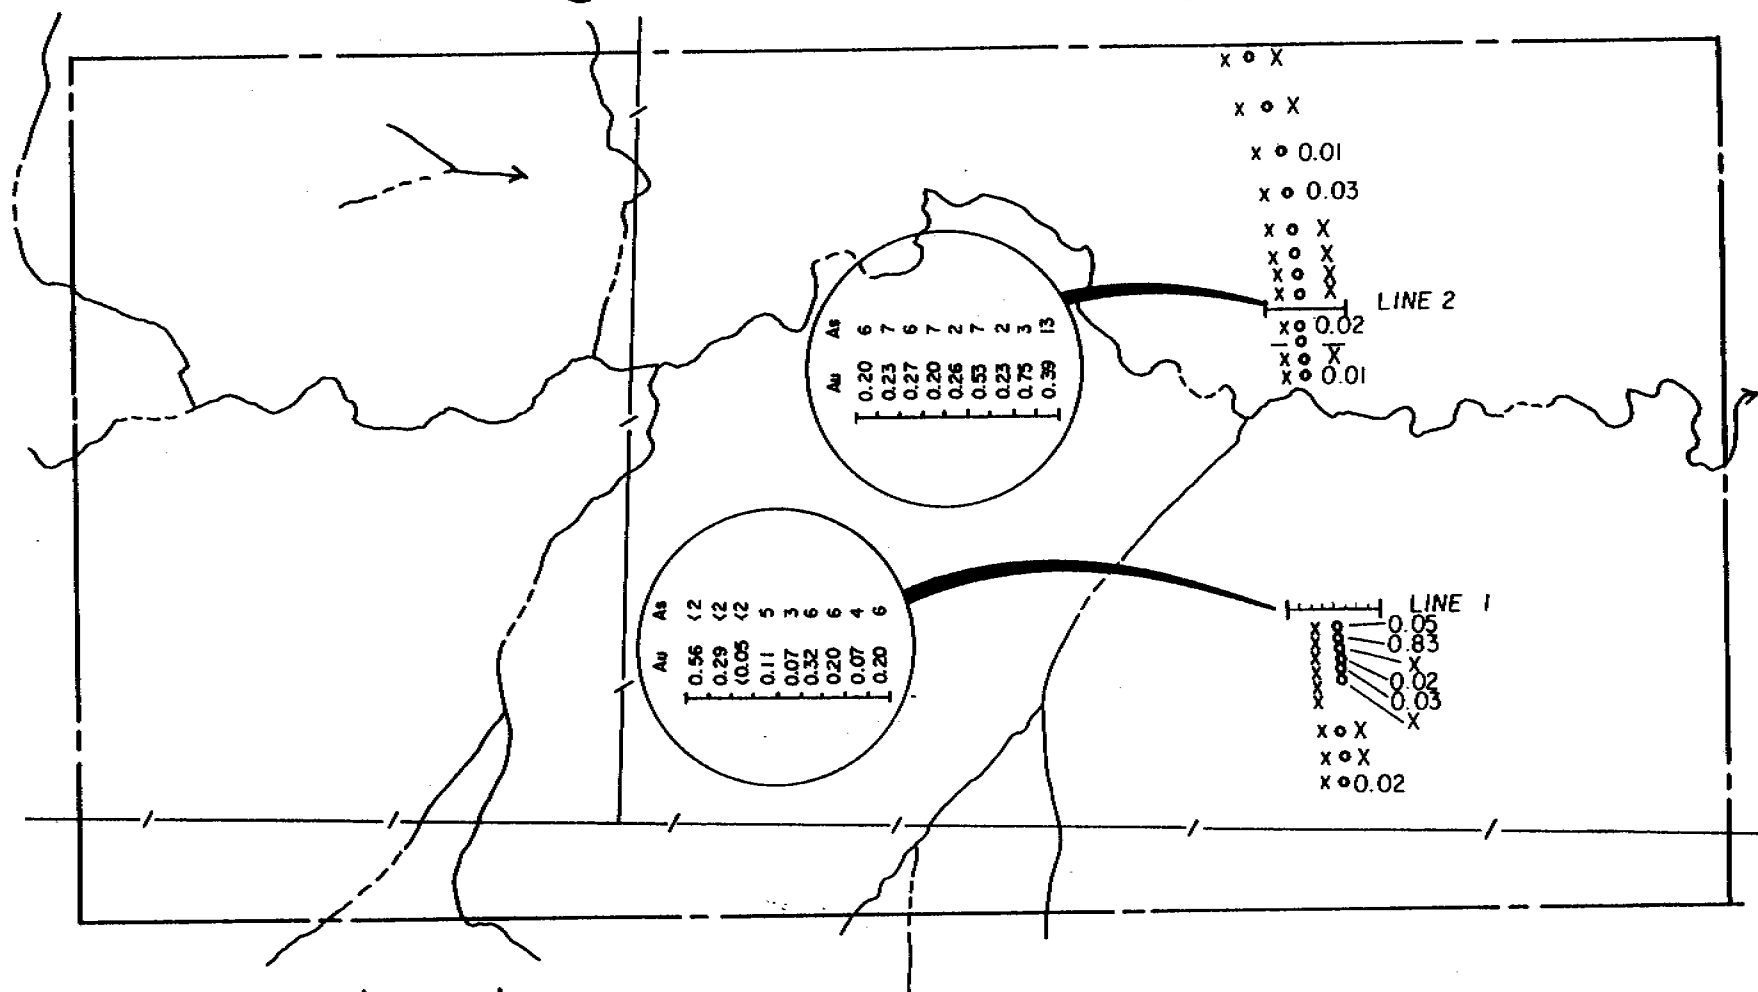 x o X
x o X
x o 0.01
x o 0.03
x o X
x o X
x o X
x o X
LINE 2
x o 0.02
o
x o X
x o 0.01
As 6 7 6 7 2 7 2 3 13
Au 0.20 0.23 0.27 0.20 0.26 0.53 0.23 0.75 0.39
As <2 <2 <2 5 3 6 6 4 6
Au 0.56 0.29 <0.05 0.11 0.07 0.32 0.20 0.07 0.20
LINE 1
x o 0.05
x o 0.83
x o X
x o 0.02
x o 0.03
x o X
x
x o X
x o X
x o 0.02